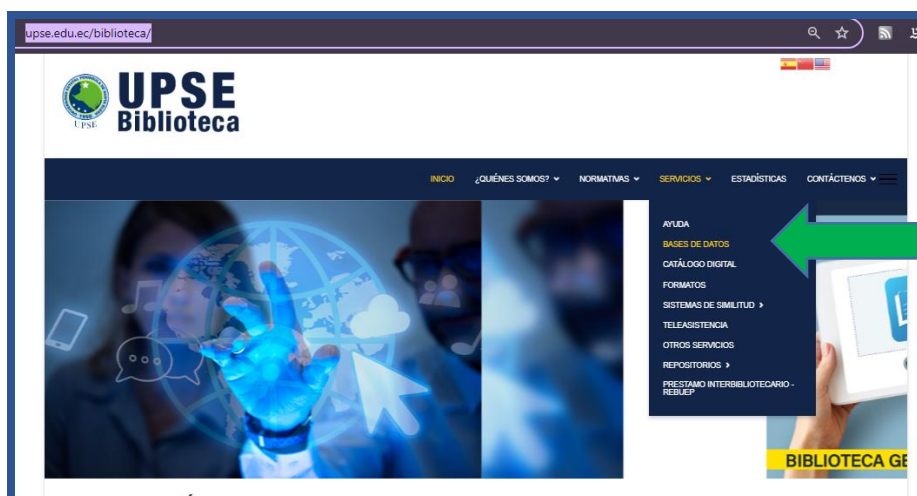 upse.edu.ec/biblioteca/
UPSE
Biblioteca
UPSE
INICIO ¿QUIÉNES SOMOS? NORMATIVAS SERVICIOS ESTADÍSTICAS CONTÁCTENOS
AYUDA
BASES DE DATOS
CATÁLOGO DIGITAL
FORMATOS
SISTEMAS DE SIMILITUD
TELEASISTENCIA
OTROS SERVICIOS
REPOSITORIOS
PRESTAMO INTERBIBLIOTECARIO -
REBUEP
BIBLIOTECA GE